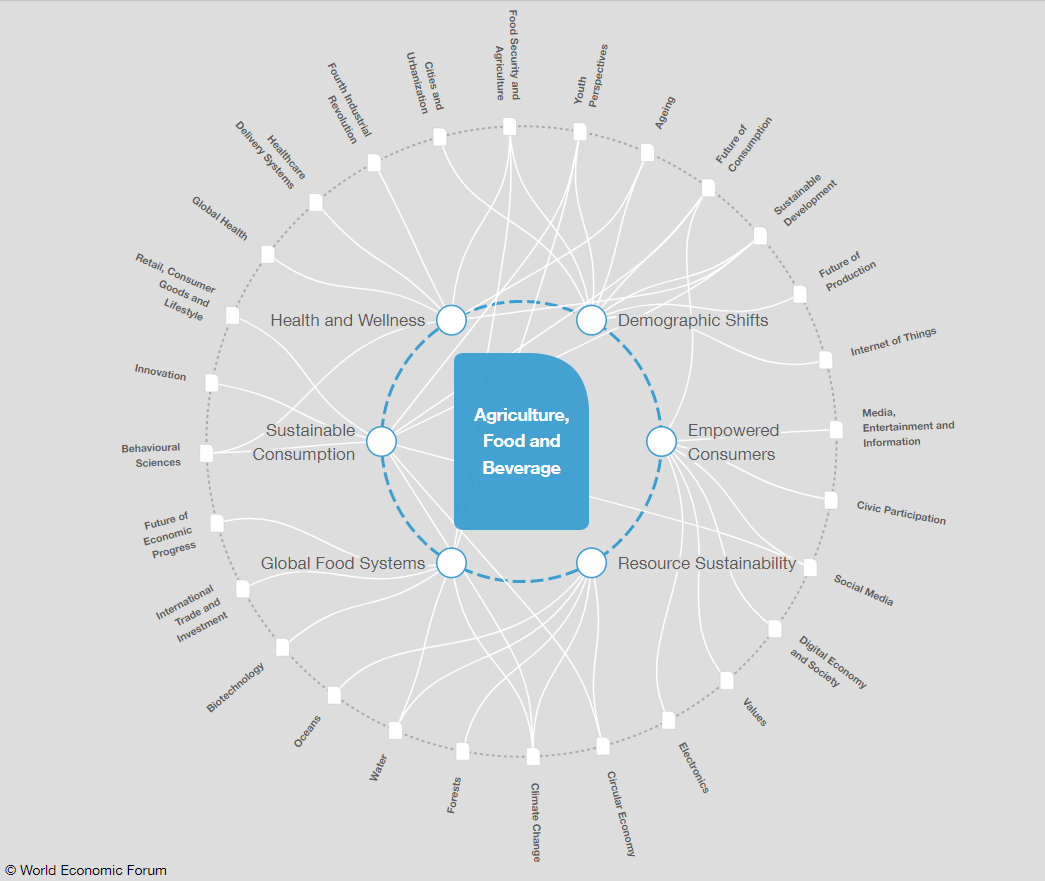 Food Security and
Agriculture
Youth
Perspectives
Ageing
Future of
Consumption
Sustainable
Development
Future of
Production
Internet of Things
Media,
Entertainment and
Information
Civic Participation
Social Media
Digital Economy
and Society
Values
Electronics
Circular Economy
Climate Change
Forests
Water
Oceans
Biotechnology
International
Trade and
Investment
Future of
Economic
Progress
Behavioural
Sciences
Innovation
Retail, Consumer
Goods and
Lifestyle
Global Health
Healthcare
Delivery Systems
Fourth Industrial
Revolution
Cities and
Urbanization
Health and Wellness
Demographic Shifts
Sustainable
Consumption
Agriculture,
Food and
Beverage
Empowered
Consumers
Global Food Systems
Resource Sustainability
© World Economic Forum